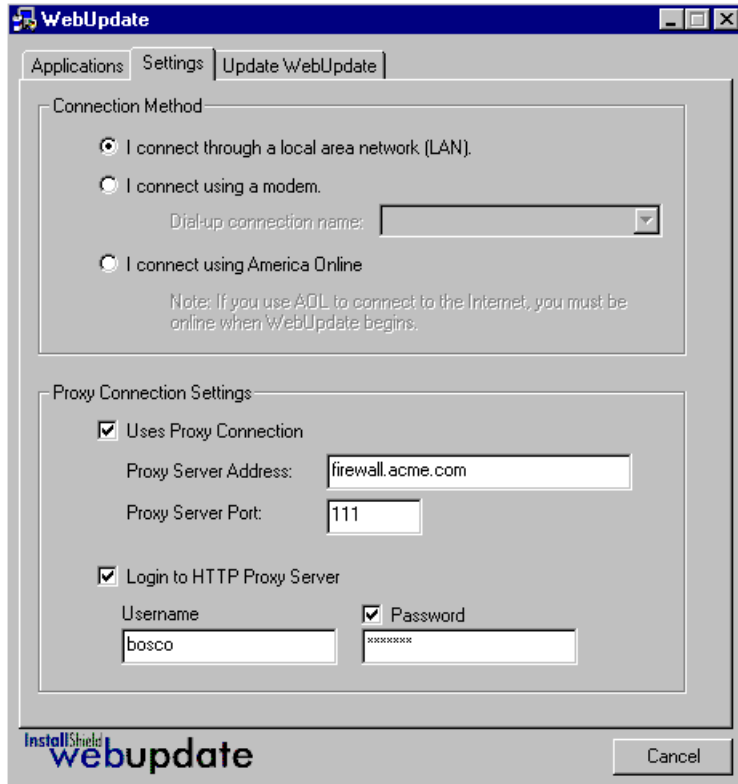 WebUpdate
Applications Settings Update WebUpdate
Connection Method
I connect through a local area network (LAN).
I connect using a modem.
Dial-up connection name:
I connect using America Online
Note: If you use AOL to connect to the Internet, you must be
online when WebUpdate begins.
Proxy Connection Settings
Uses Proxy Connection
Proxy Server Address: firewall.acme.com
Proxy Server Port: 111
Login to HTTP Proxy Server
Username Password
bosco *******
InstallShield
webupdate
Cancel